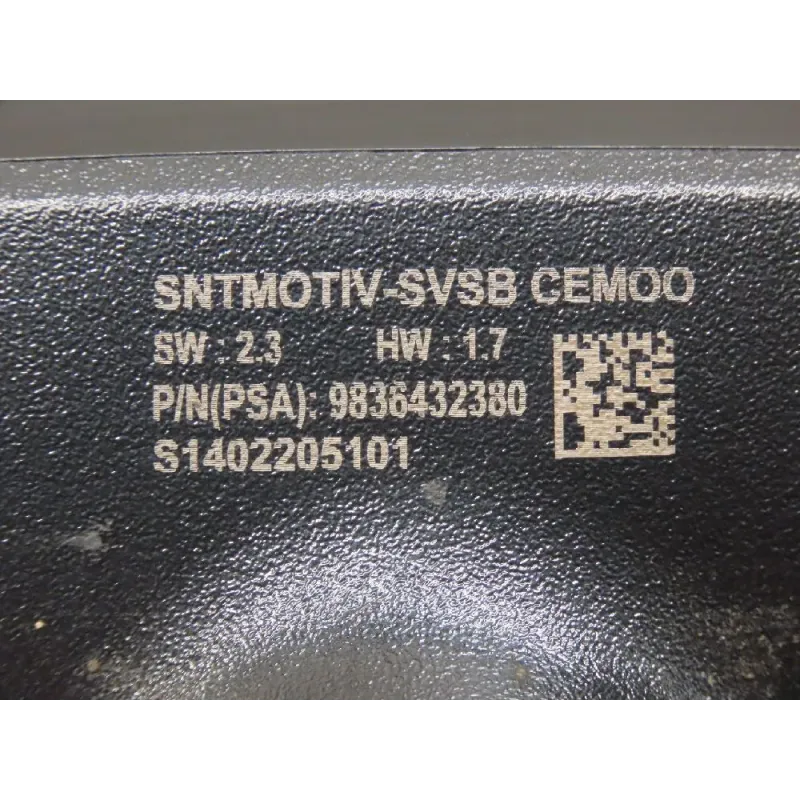 SNTMOTIV-SVSB CEMOO
SW : 2.3 HW : 1.7
P/N(PSA): 9836432380
S1402205101